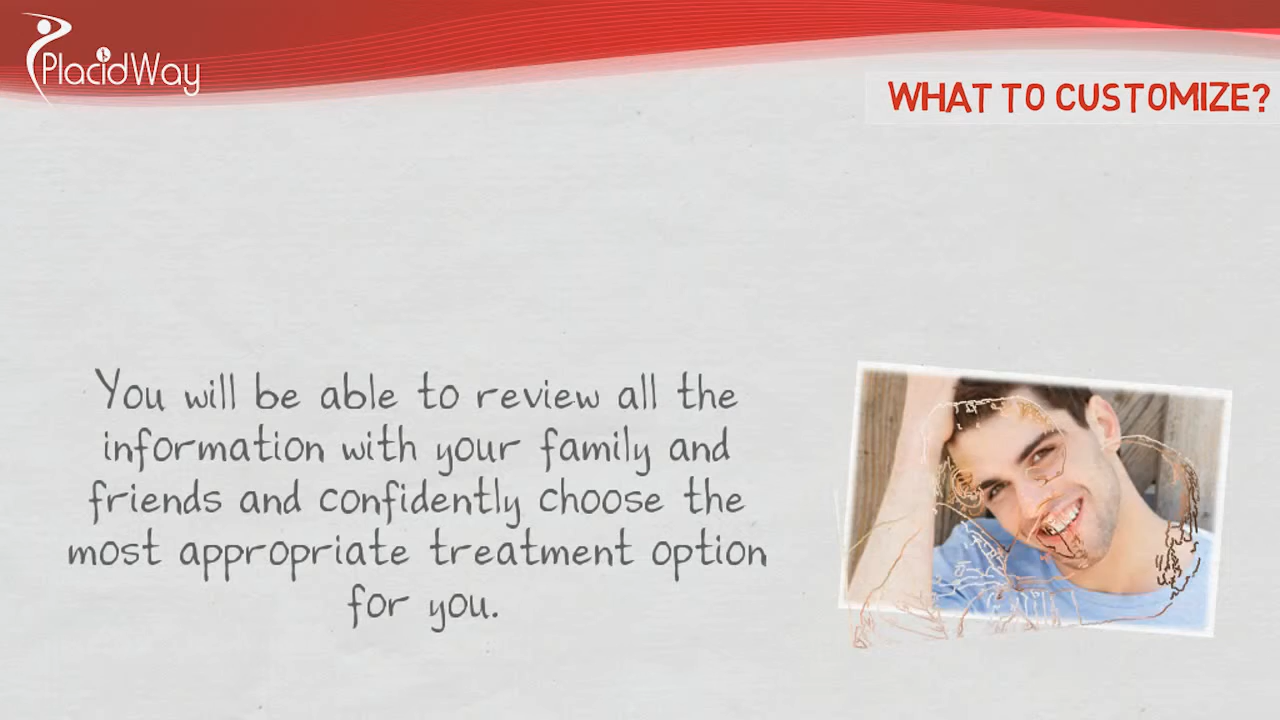 PlacidWay
WHAT TO CUSTOMIZE?
You will be able to review all the
information with your family and
friends and confidently choose the
most appropriate treatment option
for you.